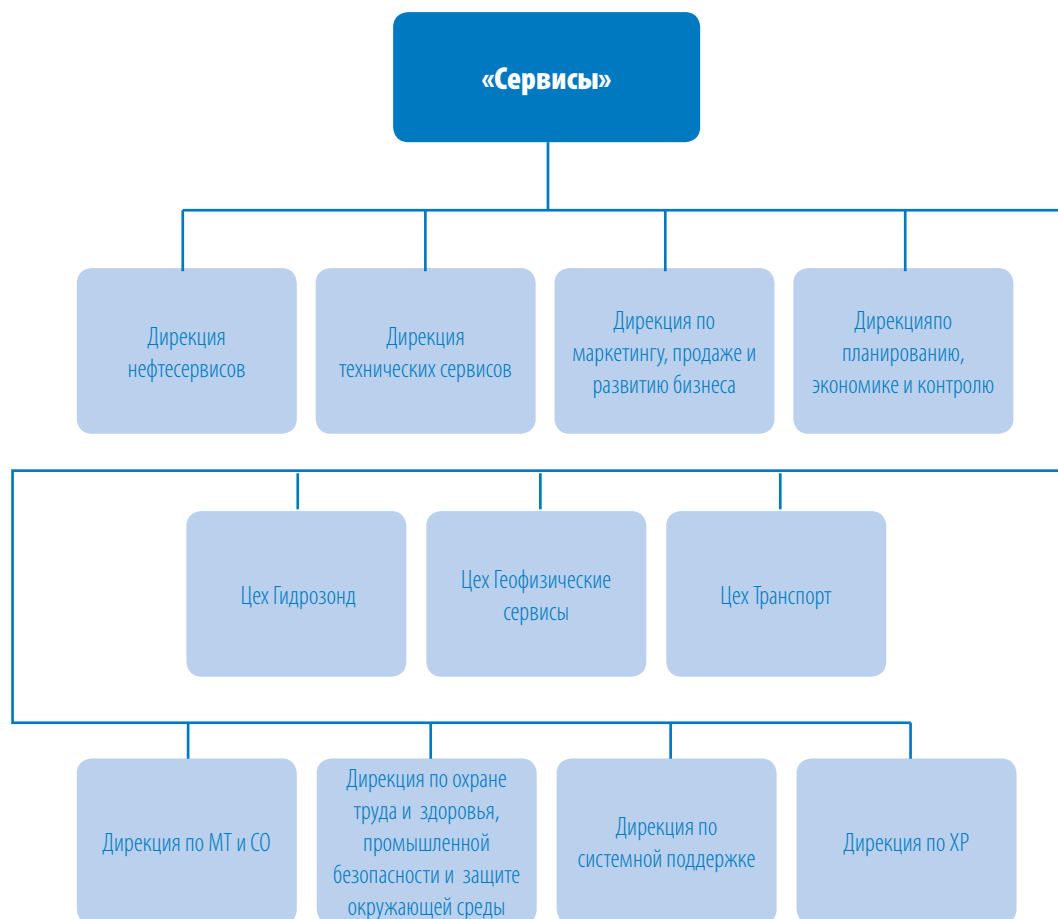 «Сервисы»
Дирекция
нефтесервисов
Дирекция
технических сервисов
Дирекция по
маркетингу, продаже и
развитию бизнеса
Дирекцияпо
планированию,
экономике и контролю
Цех Гидрозонд
Цех Геофизические
сервисы
Цех Транспорт
Дирекция по МТ и СО
Дирекция по охране
труда и здоровья,
промышленной
безопасности и защите
окружающей среды
Дирекция по
системной поддержке
Дирекция по ХР